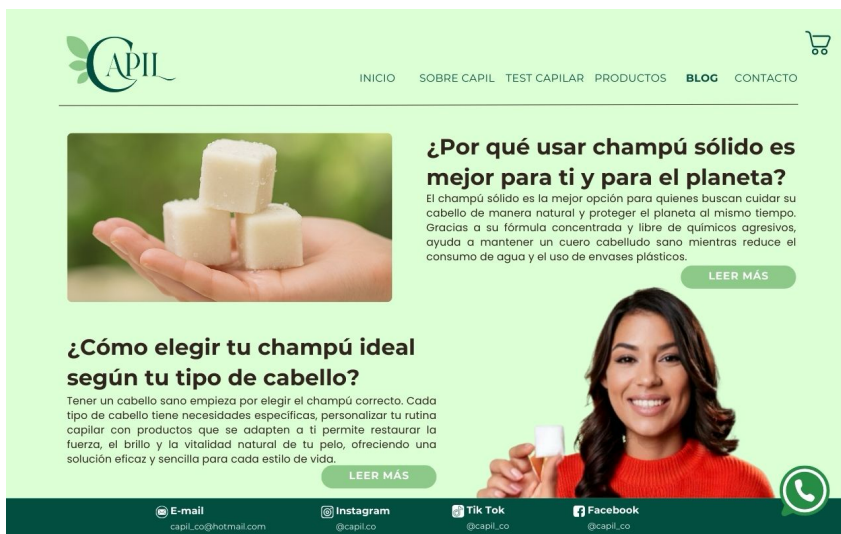 CAPIL
INICIO SOBRE CAPIL TEST CAPILAR PRODUCTOS BLOG CONTACTO
¿Por qué usar champú sólido es
mejor para ti y para el planeta?
El champú sólido es la mejor opción para quienes buscan cuidar su
cabello de manera natural y proteger el planeta al mismo tiempo.
Gracias a su fórmula concentrada y libre de químicos agresivos,
ayuda a mantener un cuero cabelludo sano mientras reduce el
consumo de agua y el uso de envases plásticos.
LEER MÁS
¿Cómo elegir tu champú ideal
según tu tipo de cabello?
Tener un cabello sano empieza por elegir el champú correcto. Cada
tipo de cabello tiene necesidades específicas, personalizar tu rutina
capilar con productos que se adapten a ti permite restaurar la
fuerza, el brillo y la vitalidad natural de tu pelo, ofreciendo una
solución eficaz y sencilla para cada estilo de vida.
LEER MÁS
E-mail Instagram Tik Tok Facebook
capil_co@hotmail.com @capil.co @capil_co @capil_co